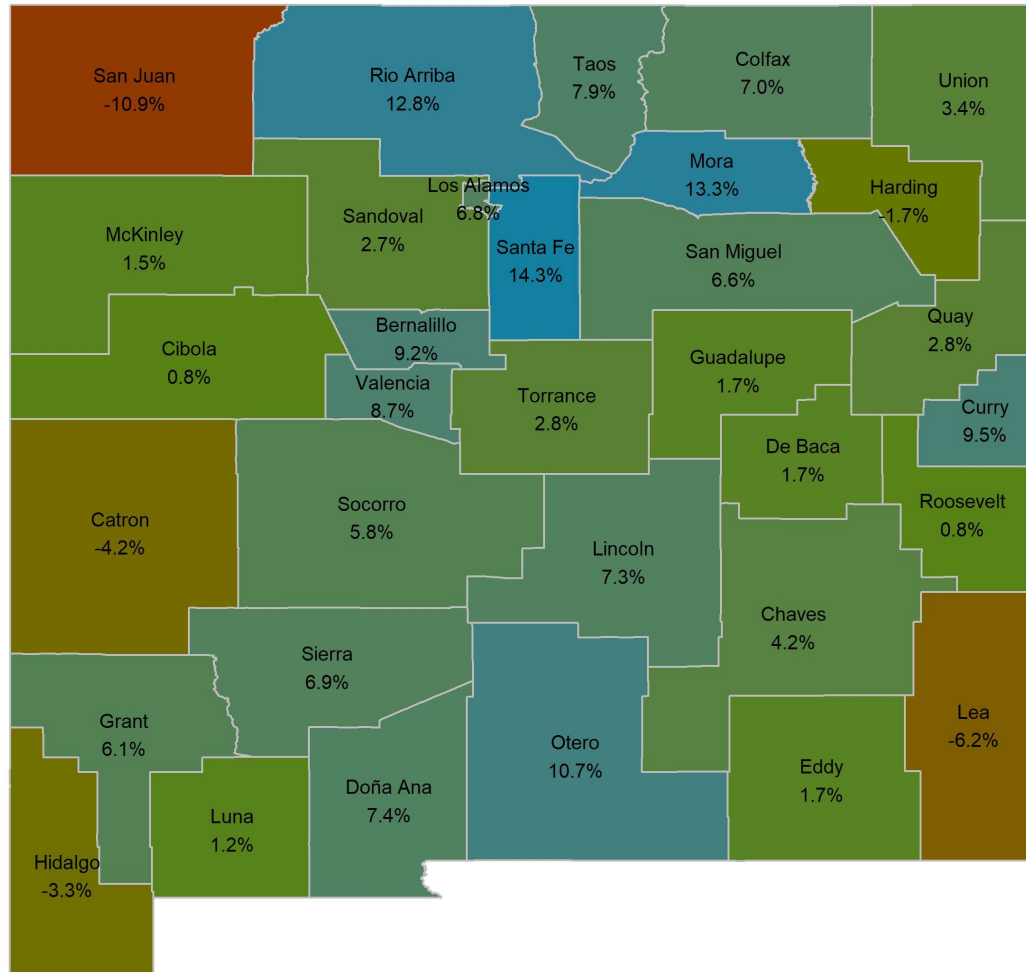 San Juan
-10.9%
Rio Arriba
12.8%
Taos
7.9%
Colfax
7.0%
Union
3.4%
Los Alamos
6.8%
Mora
13.3%
Harding
-1.7%
McKinley
1.5%
Sandoval
2.7%
Santa Fe
14.3%
San Miguel
6.6%
Quay
2.8%
Bernalillo
9.2%
Cibola
0.8%
Valencia
8.7%
Torrance
2.8%
Guadalupe
1.7%
Curry
9.5%
De Baca
1.7%
Roosevelt
0.8%
Catron
-4.2%
Socorro
5.8%
Lincoln
7.3%
Chaves
4.2%
Sierra
6.9%
Grant
6.1%
Otero
10.7%
Lea
-6.2%
Eddy
1.7%
Doña Ana
7.4%
Luna
1.2%
Hidalgo
-3.3%